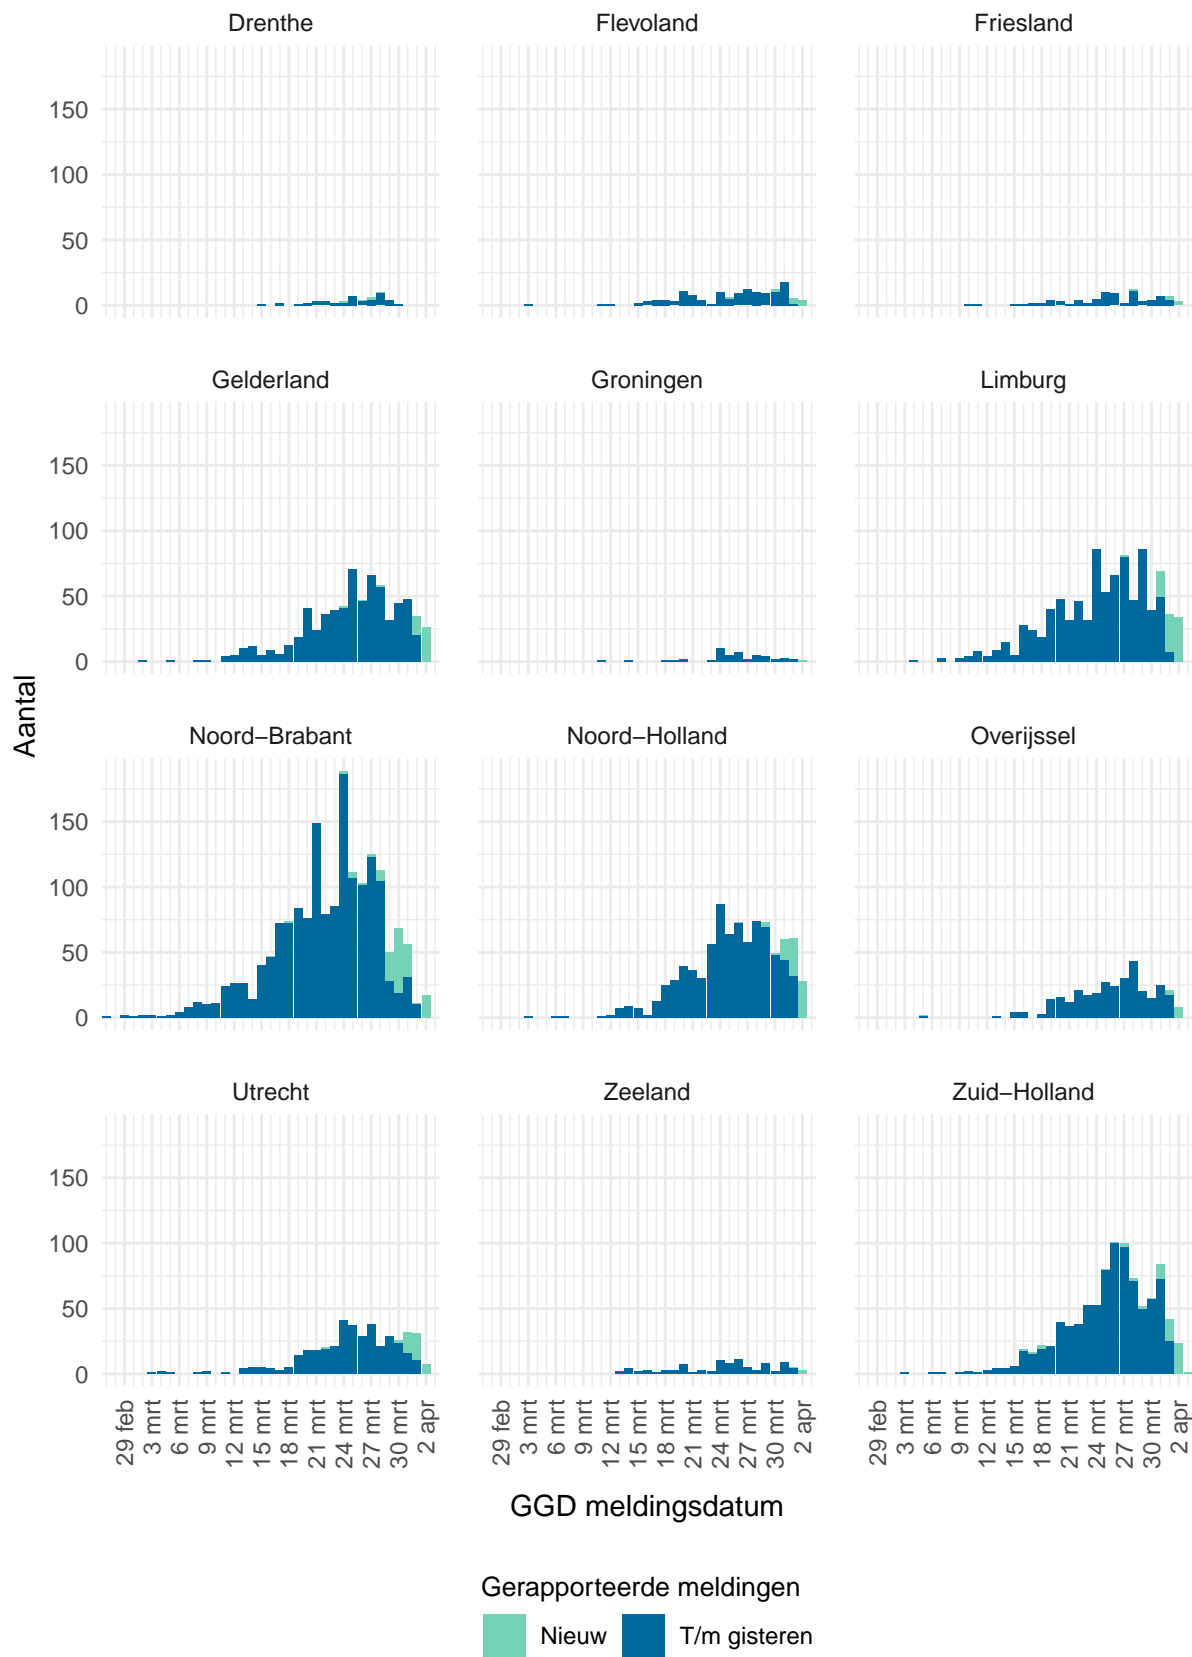 Drenthe
Flevoland
Friesland
150
100
50
0
Gelderland
Groningen
Limburg
150
100
50
0
Noord−Brabant
Noord−Holland
Overijssel
150
100
50
0
Utrecht
Zeeland
Zuid−Holland
150
100
50
0
Aantal
29 feb
3 mrt
6 mrt
9 mrt
12 mrt
15 mrt
18 mrt
21 mrt
24 mrt
27 mrt
30 mrt
2 apr
29 feb
3 mrt
6 mrt
9 mrt
12 mrt
15 mrt
18 mrt
21 mrt
24 mrt
27 mrt
30 mrt
2 apr
29 feb
3 mrt
6 mrt
9 mrt
12 mrt
15 mrt
18 mrt
21 mrt
24 mrt
27 mrt
30 mrt
2 apr
GGD meldingsdatum
Gerapporteerde meldingen
Nieuw
T/m gisteren